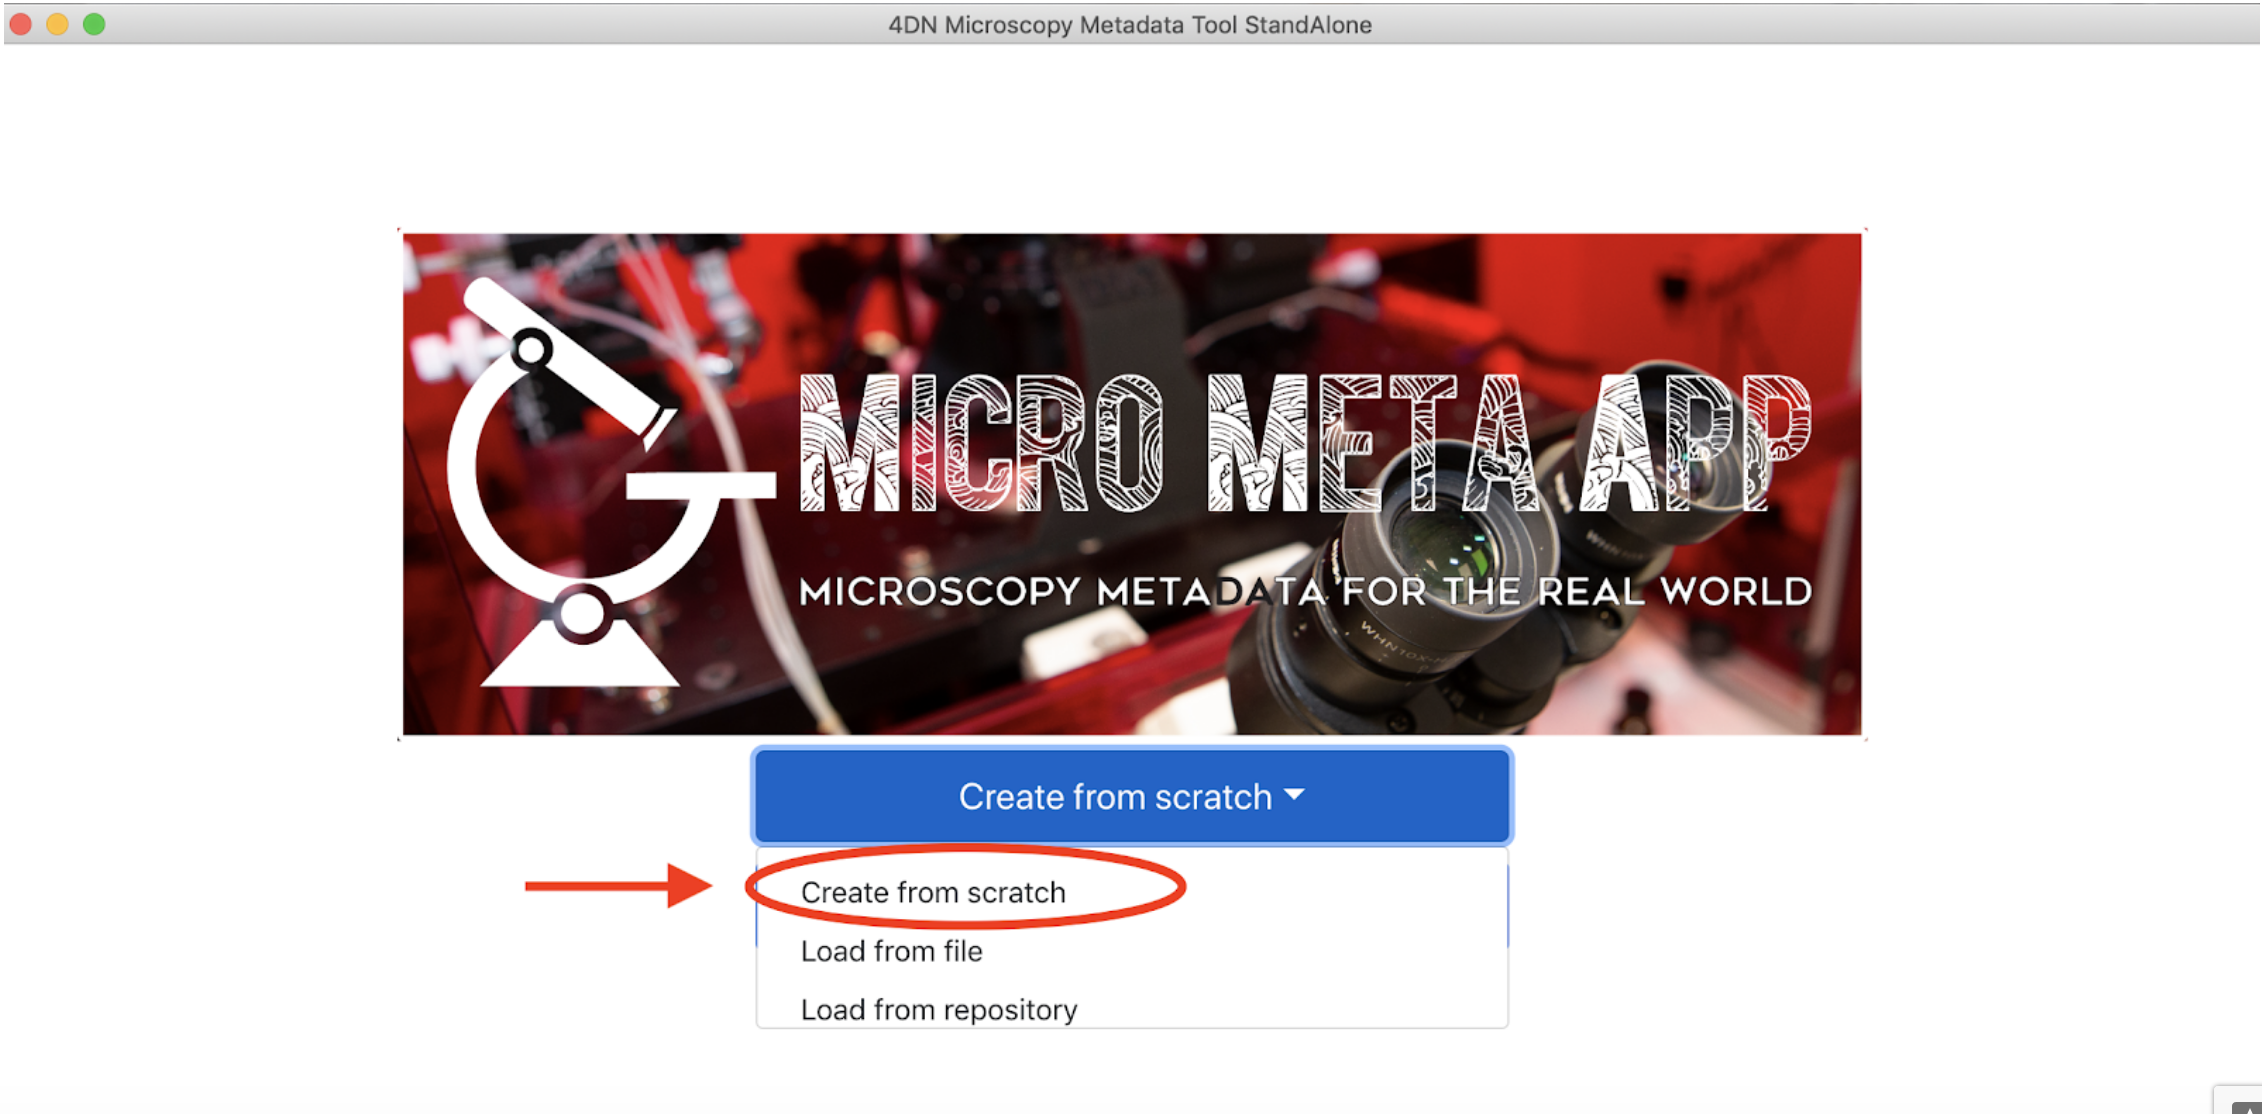 4DN Microscopy Metadata Tool StandAlone
MICRO META APP
MICROSCOPY METADATA FOR THE REAL WORLD
Create from scratch
Create from scratch
Load from file
Load from repository